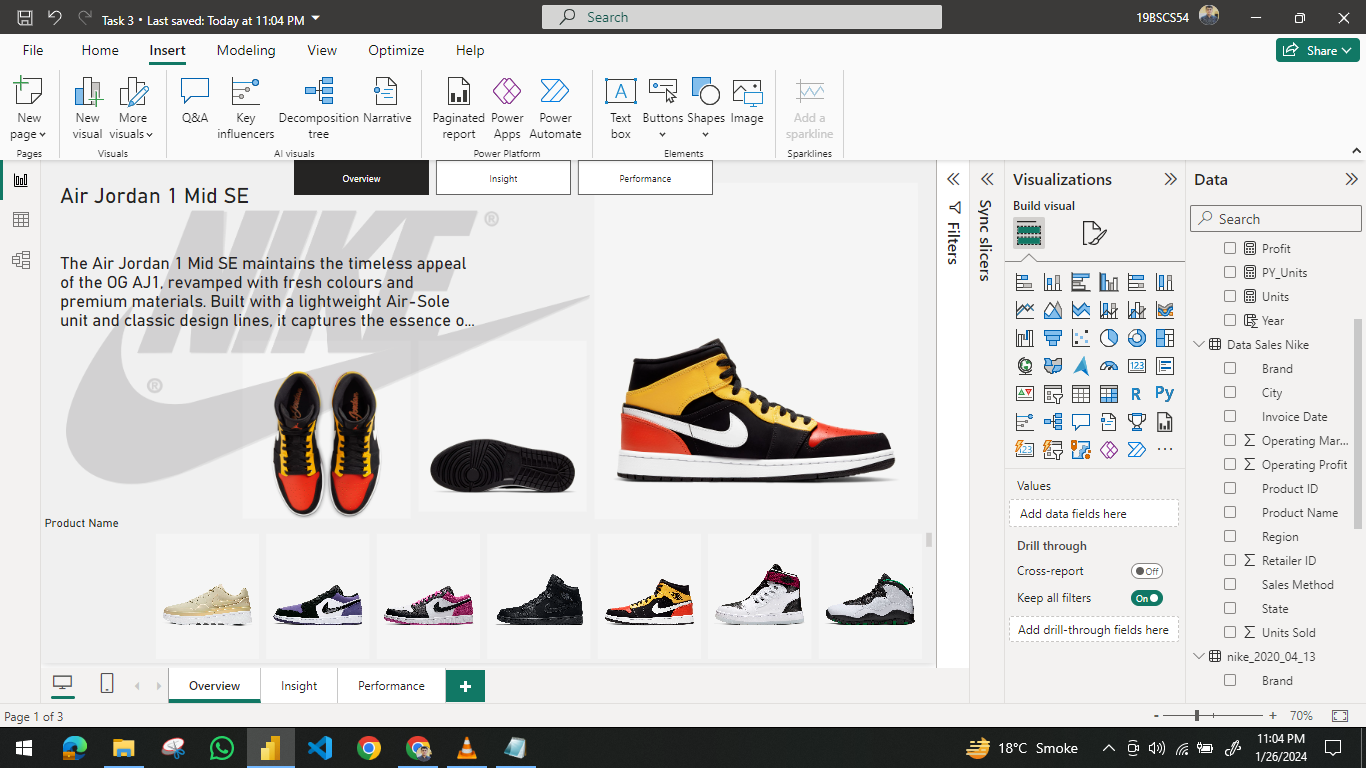 Task 3 • Last saved: Today at 11:04 PM
Search
19BSCS54
File Home Insert Modeling View Optimize Help
Share
New page
New visual
More visuals
Q&A
Key influencers
Decomposition tree
Narrative
Paginated report
Power Apps
Power Automate
Text box
Buttons
Shapes
Image
Add a sparkline
Pages Visuals AI visuals Power Platform Elements Sparklines
Overview Insight Performance
Air Jordan 1 Mid SE
NIKE ®
®
The Air Jordan 1 Mid SE maintains the timeless appeal
of the OG AJ1, revamped with fresh colours and
premium materials. Built with a lightweight Air-Sole
unit and classic design lines, it captures the essence o...
Jordan
Product Name
Filters
Sync slicers
Visualizations
Build visual
123
R Py
123
Values
Add data fields here
Drill through
Cross-report Off
Keep all filters On
Add drill-through fields here
Data
Search
Profit
PY_Units
Units
Year
Data Sales Nike
Brand
City
Invoice Date
Operating Mar...
Operating Profit
Product ID
Product Name
Region
Retailer ID
Sales Method
State
Units Sold
nike_2020_04_13
Brand
Overview Insight Performance
Page 1 of 3
- + 70%
18°C Smoke
11:04 PM
1/26/2024